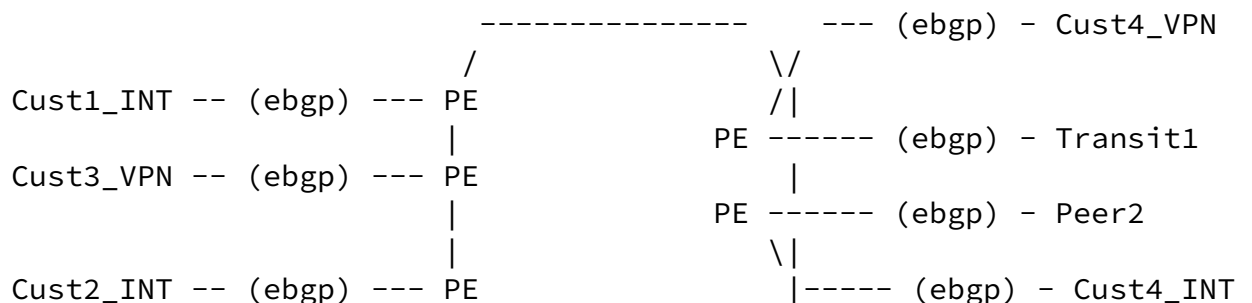 --------------- --- (ebgp) - Cust4_VPN
/ \/
Cust1_INT -- (ebgp) --- PE /|
| PE ------ (ebgp) - Transit1
Cust3_VPN -- (ebgp) --- PE |
| PE ------ (ebgp) - Peer2
| \|
Cust2_INT -- (ebgp) --- PE |----- (ebgp) - Cust4_INT